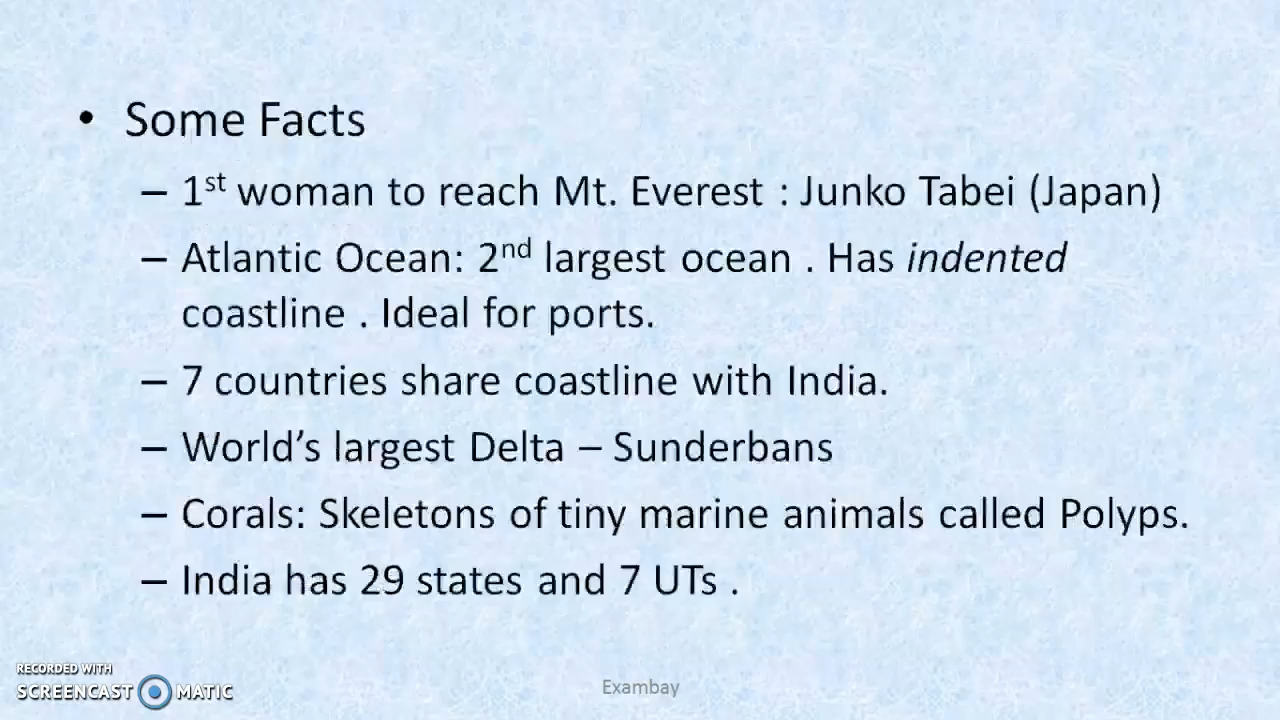 • Some Facts
– 1st woman to reach Mt. Everest : Junko Tabei (Japan)
– Atlantic Ocean: 2nd largest ocean . Has indented
coastline . Ideal for ports.
– 7 countries share coastline with India.
– World’s largest Delta – Sunderbans
– Corals: Skeletons of tiny marine animals called Polyps.
– India has 29 states and 7 UTs .
RECORDED WITH
SCREENCAST MATIC
Exambay